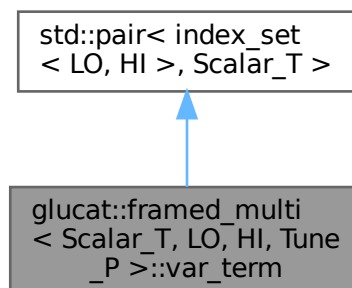 std::pair< index_set
< LO, HI >, Scalar_T >
glucat::framed_multi
< Scalar_T, LO, HI, Tune
_P >::var_term